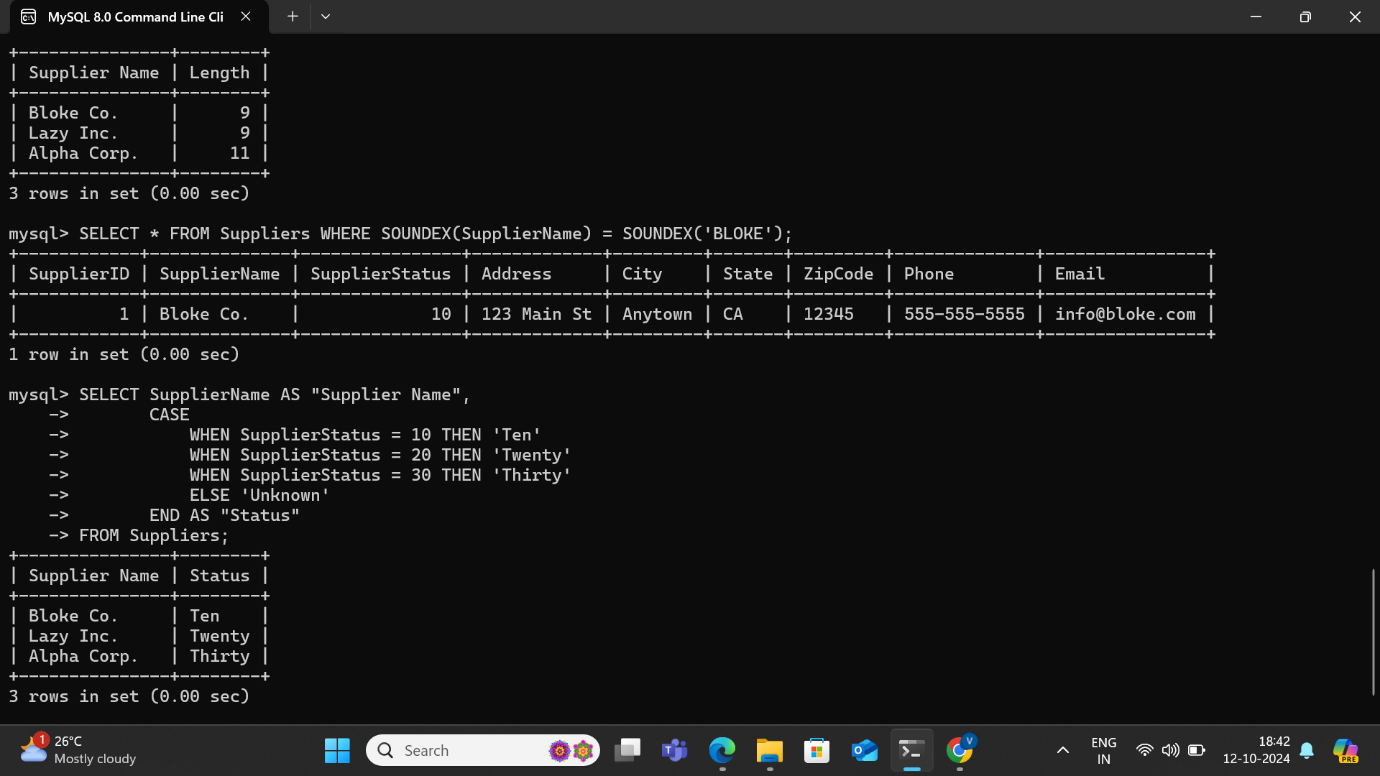 MySQL 8.0 Command Line Cli
+---------------+--------+
| Supplier Name | Length |
+---------------+--------+
| Bloke Co.     |      9 |
| Lazy Inc.     |      9 |
| Alpha Corp.   |     11 |
+---------------+--------+
3 rows in set (0.00 sec)
mysql> SELECT * FROM Suppliers WHERE SOUNDEX(SupplierName) = SOUNDEX('BLOKE');
+------------+--------------+----------------+-------------+---------+-------+---------+--------------+----------------+
| SupplierID | SupplierName | SupplierStatus | Address     | City    | State | ZipCode | Phone        | Email          |
+------------+--------------+----------------+-------------+---------+-------+---------+--------------+----------------+
|          1 | Bloke Co.    |             10 | 123 Main St | Anytown | CA    | 12345   | 555-555-5555 | info@bloke.com |
+------------+--------------+----------------+-------------+---------+-------+---------+--------------+----------------+
1 row in set (0.00 sec)
mysql> SELECT SupplierName AS "Supplier Name",
    ->        CASE
    ->            WHEN SupplierStatus = 10 THEN 'Ten'
    ->            WHEN SupplierStatus = 20 THEN 'Twenty'
    ->            WHEN SupplierStatus = 30 THEN 'Thirty'
    ->            ELSE 'Unknown'
    ->        END AS "Status"
    -> FROM Suppliers;
+---------------+--------+
| Supplier Name | Status |
+---------------+--------+
| Bloke Co.     | Ten    |
| Lazy Inc.     | Twenty |
| Alpha Corp.   | Thirty |
+---------------+--------+
3 rows in set (0.00 sec)
1
26°C
Mostly cloudy
Search
V
ENG
IN
18:42
12-10-2024
PRE